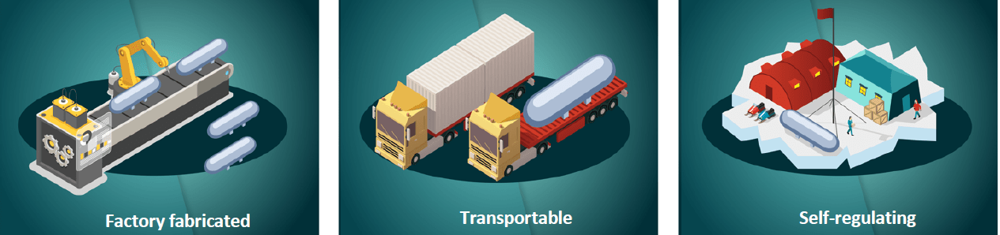 Factory fabricated
Transportable
Self-regulating